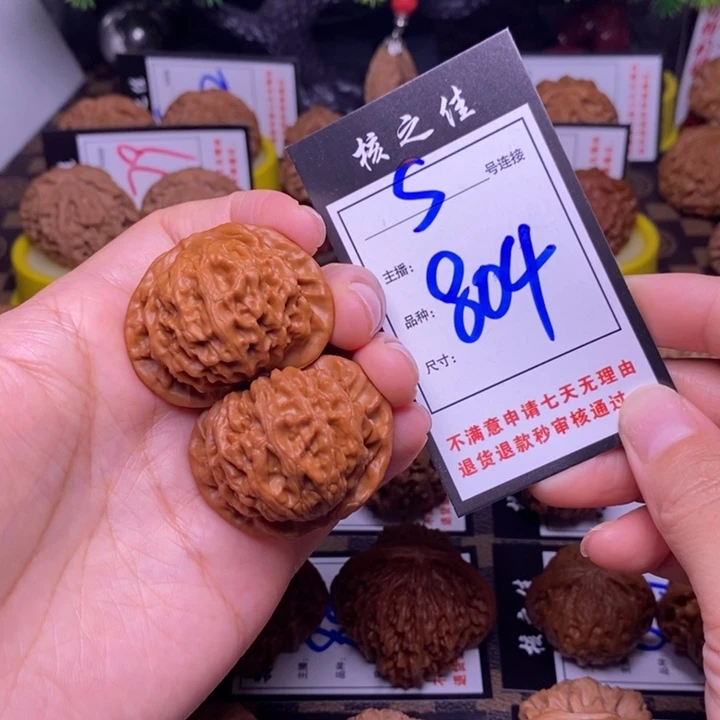 核之佳
S 号连接
主播：
品种：804
尺寸：
不满意申请七天无理由
退货退款秒审核通过